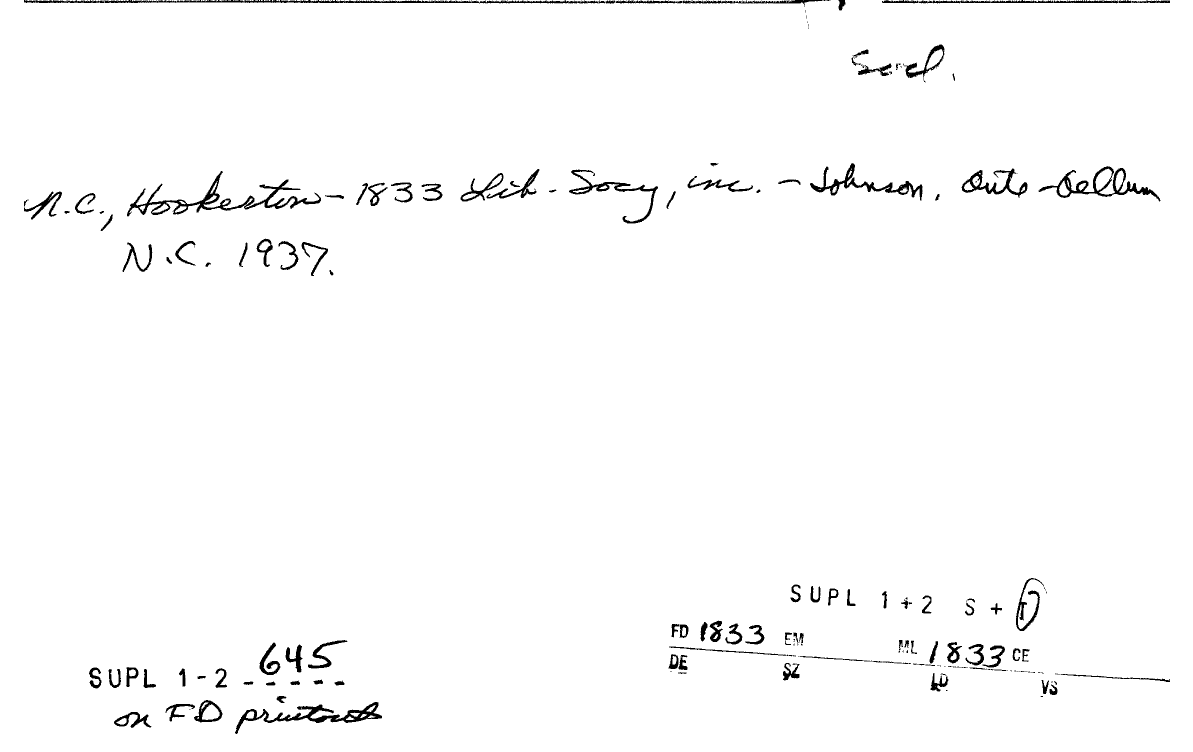 Socl.
N.C., Hookerton - 1833 Lib. Socy, inc. - Johnson, Ante-bellum
N.C. 1937.
SUPL 1+2 S + I
FD 1833 EM ML 1833 CE
DE SZ LD VS
SUPL 1-2 645
on FD printout